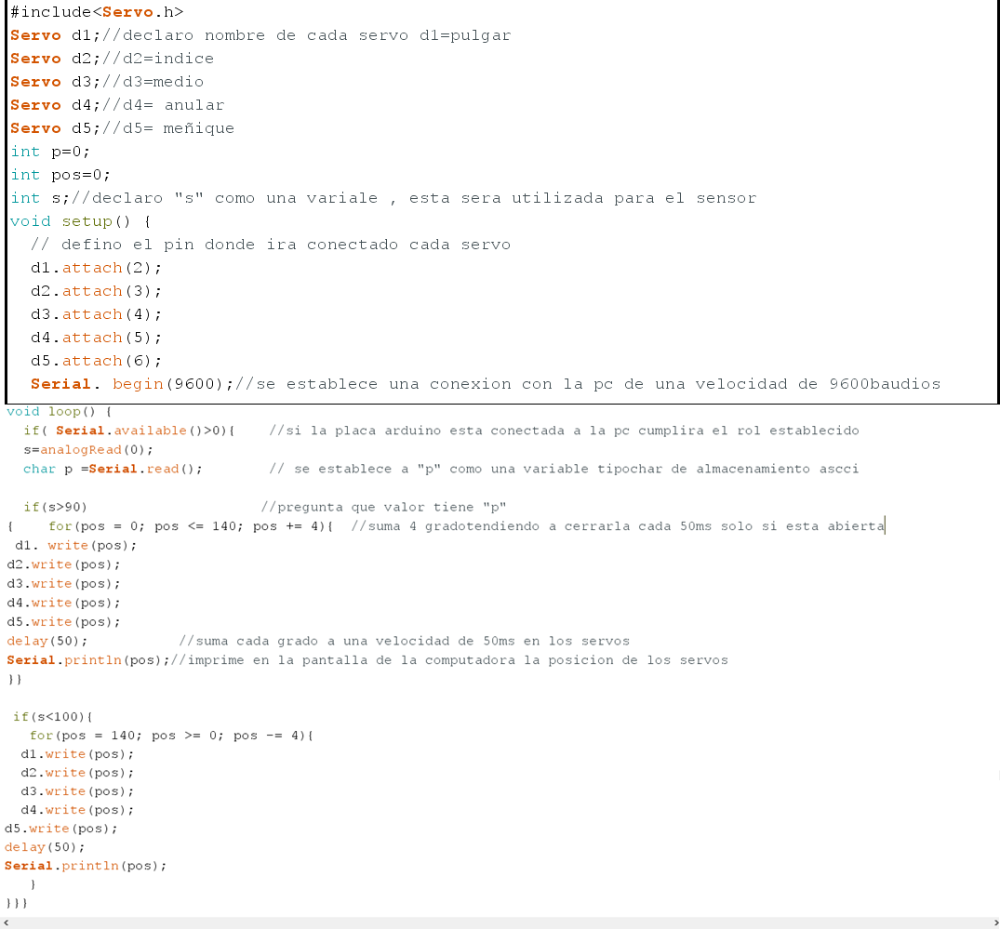 #include<Servo.h>
Servo d1;//declaro nombre de cada servo d1=pulgar
Servo d2;//d2=indice
Servo d3;//d3=medio
Servo d4;//d4= anular
Servo d5;//d5= meñique
int p=0;
int pos=0;
int s;//declaro "s" como una variale , esta sera utilizada para el sensor
void setup() {
  // defino el pin donde ira conectado cada servo
  d1.attach(2);
  d2.attach(3);
  d3.attach(4);
  d4.attach(5);
  d5.attach(6);
  Serial. begin(9600);//se establece una conexion con la pc de una velocidad de 9600baudios
void loop() {
  if( Serial.available()>0){    //si la placa arduino esta conectada a la pc cumplira el rol establecido
  s=analogRead(0);
  char p =Serial.read();        // se establece a "p" como una variable tipochar de almacenamiento ascci
  if(s>90)                     //pregunta que valor tiene "p"
{    for(pos = 0; pos <= 140; pos += 4){  //suma 4 gradotendiendo a cerrarla cada 50ms solo si esta abierta
 d1. write(pos);
d2.write(pos);
d3.write(pos);
d4.write(pos);
d5.write(pos);
delay(50);           //suma cada grado a una velocidad de 50ms en los servos
Serial.println(pos);//imprime en la pantalla de la computadora la posicion de los servos
}}
 if(s<100){
   for(pos = 140; pos >= 0; pos -= 4){
  d1.write(pos);
  d2.write(pos);
  d3.write(pos);
  d4.write(pos);
d5.write(pos);
delay(50);
Serial.println(pos);
   }
}}}